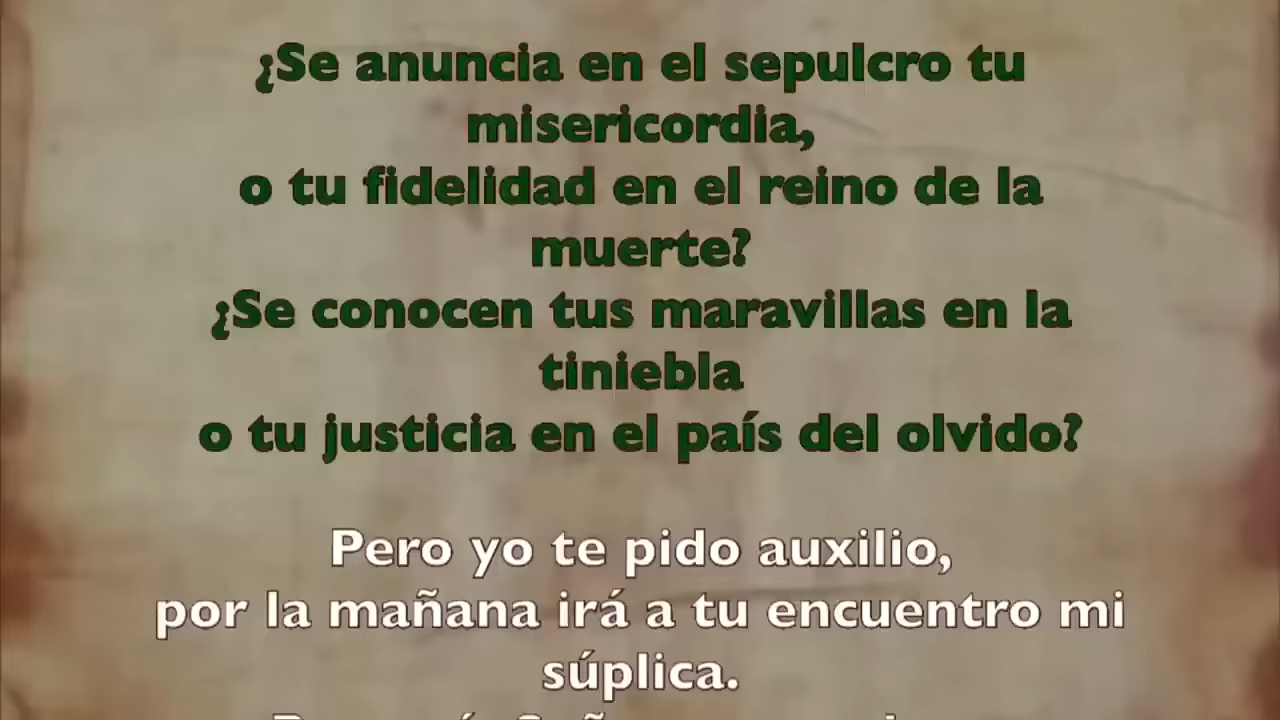 ¿Se anuncia en el sepulcro tu
misericordia,
o tu fidelidad en el reino de la
muerte?
¿Se conocen tus maravillas en la
tiniebla
o tu justicia en el país del olvido?
Pero yo te pido auxilio,
por la mañana irá a tu encuentro mi
súplica.